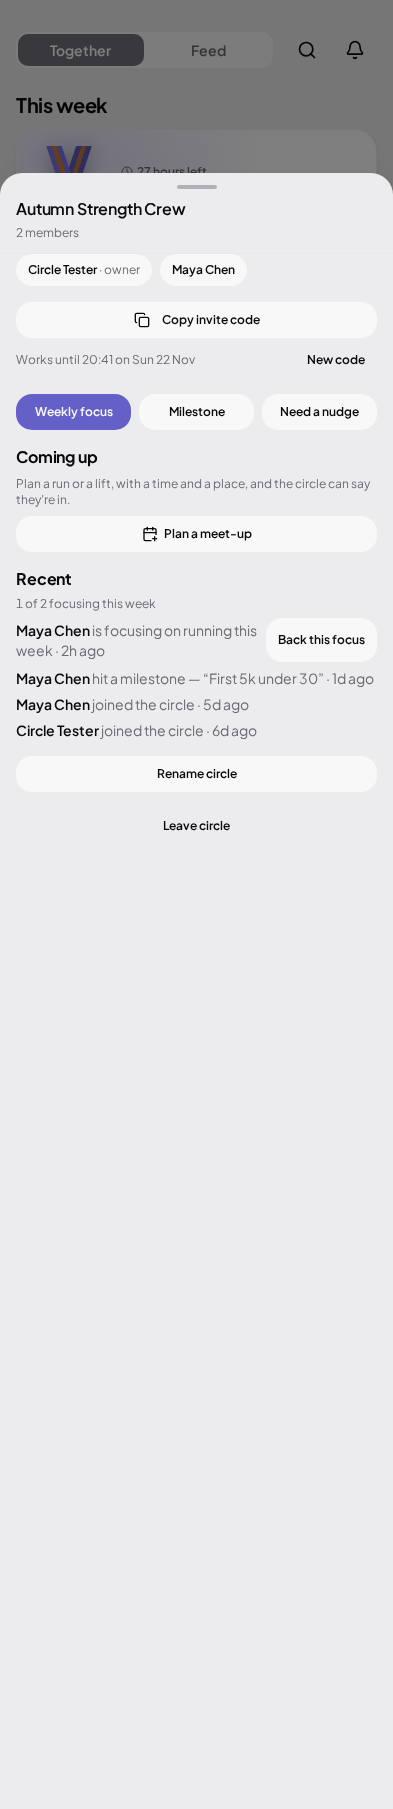 Together
Feed
This week
27 hours left
Autumn Strength Crew
2 members
Circle Tester · owner
Maya Chen
Copy invite code
Works until 20:41 on Sun 22 Nov
New code
Weekly focus
Milestone
Need a nudge
Coming up
Plan a run or a lift, with a time and a place, and the circle can say
they're in.
Plan a meet-up
Recent
1 of 2 focusing this week
Maya Chen is focusing on running this
week · 2h ago
Back this focus
Maya Chen hit a milestone — “First 5k under 30” · 1d ago
Maya Chen joined the circle · 5d ago
Circle Tester joined the circle · 6d ago
Rename circle
Leave circle